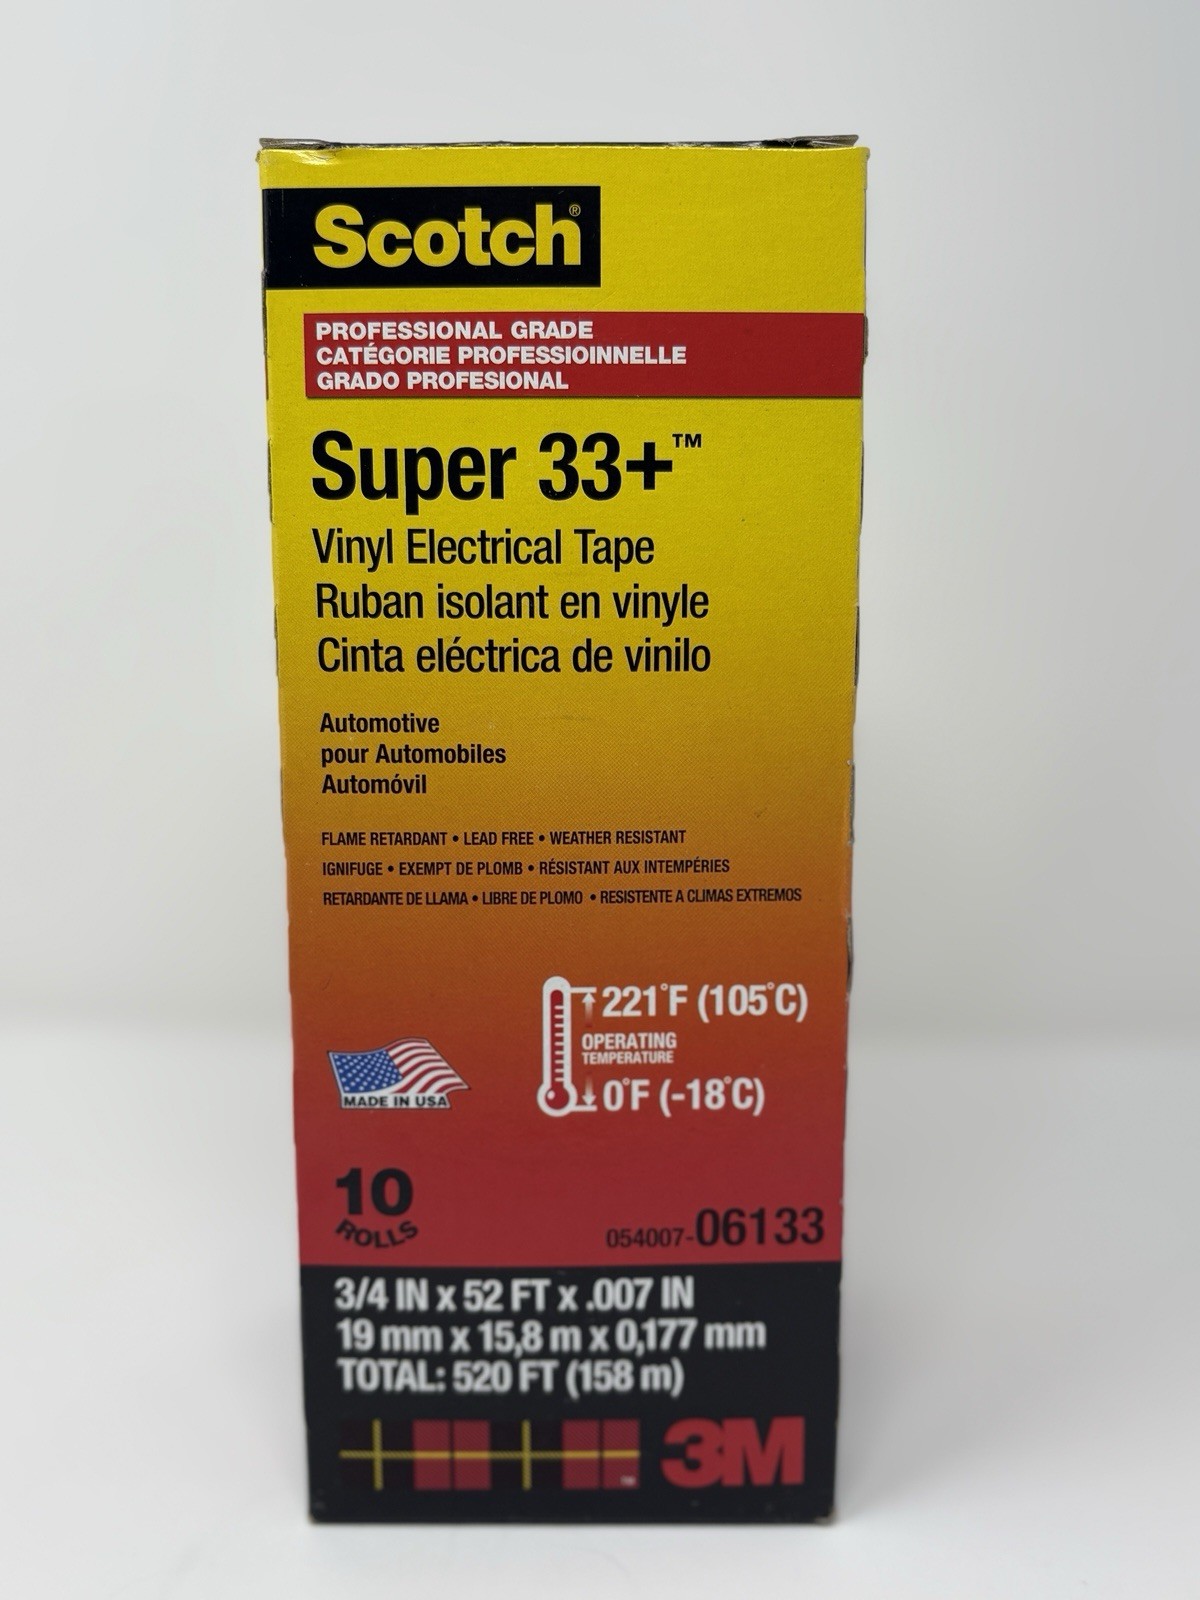 Scotch®
PROFESSIONAL GRADE
CATÉGORIE PROFESSIOINNELLE
GRADO PROFESIONAL
Super 33+™
Vinyl Electrical Tape
Ruban isolant en vinyle
Cinta eléctrica de vinilo
Automotive
pour Automobiles
Automóvil
FLAME RETARDANT • LEAD FREE • WEATHER RESISTANT
IGNIFUGE • EXEMPT DE PLOMB • RÉSISTANT AUX INTEMPÉRIES
RETARDANTE DE LLAMA • LIBRE DE PLOMO • RESISTENTE A CLIMAS EXTREMOS
221°F (105°C)
OPERATING
TEMPERATURE
0°F (-18°C)
MADE IN USA
10
ROLLS
054007-06133
3/4 IN x 52 FT x .007 IN
19 mm x 15,8 m x 0,177 mm
TOTAL: 520 FT (158 m)
™
3M